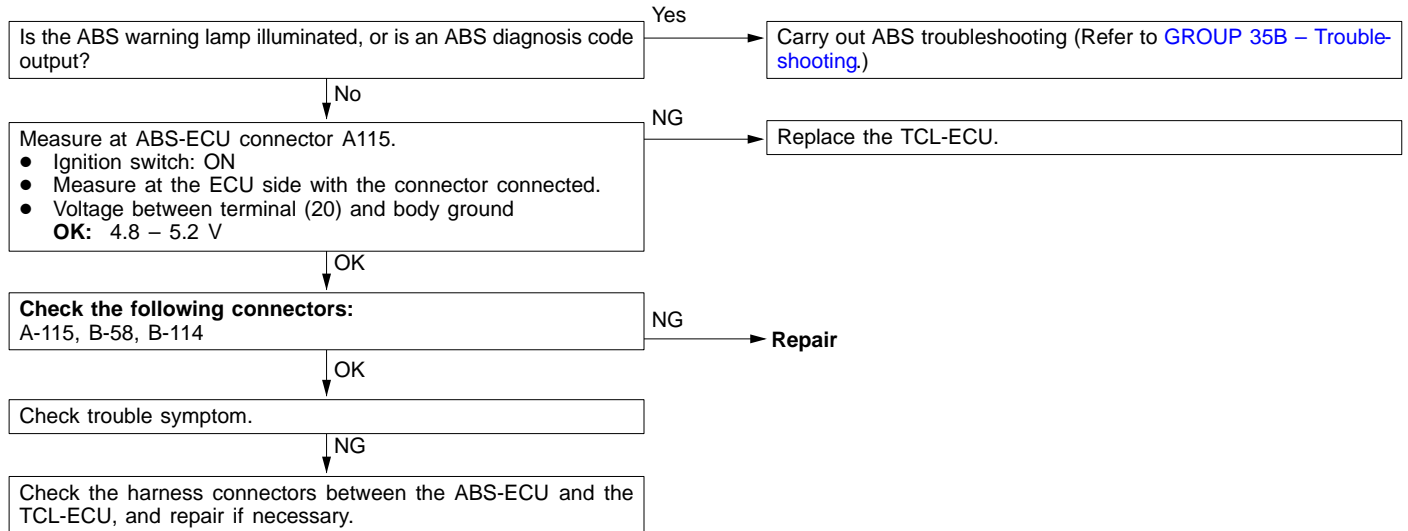 Is the ABS warning lamp illuminated, or is an ABS diagnosis code
output?
Yes
Carry out ABS troubleshooting (Refer to GROUP 35B – Trouble-
shooting.)
No
Measure at ABS-ECU connector A115.
● Ignition switch: ON
● Measure at the ECU side with the connector connected.
● Voltage between terminal (20) and body ground
OK: 4.8 – 5.2 V
NG
Replace the TCL-ECU.
OK
Check the following connectors:
A-115, B-58, B-114
NG
Repair
OK
Check trouble symptom.
NG
Check the harness connectors between the ABS-ECU and the
TCL-ECU, and repair if necessary.